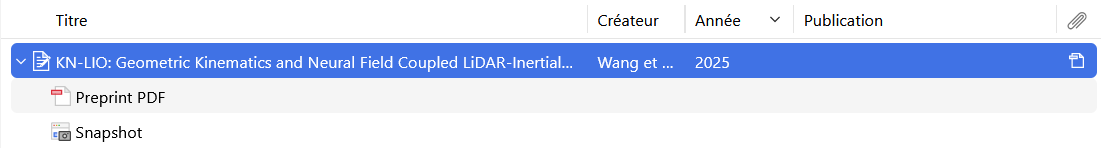 Titre Créateur Année Publication
KN-LIO: Geometric Kinematics and Neural Field Coupled LiDAR-Inertial... Wang et ... 2025
Preprint PDF
Snapshot